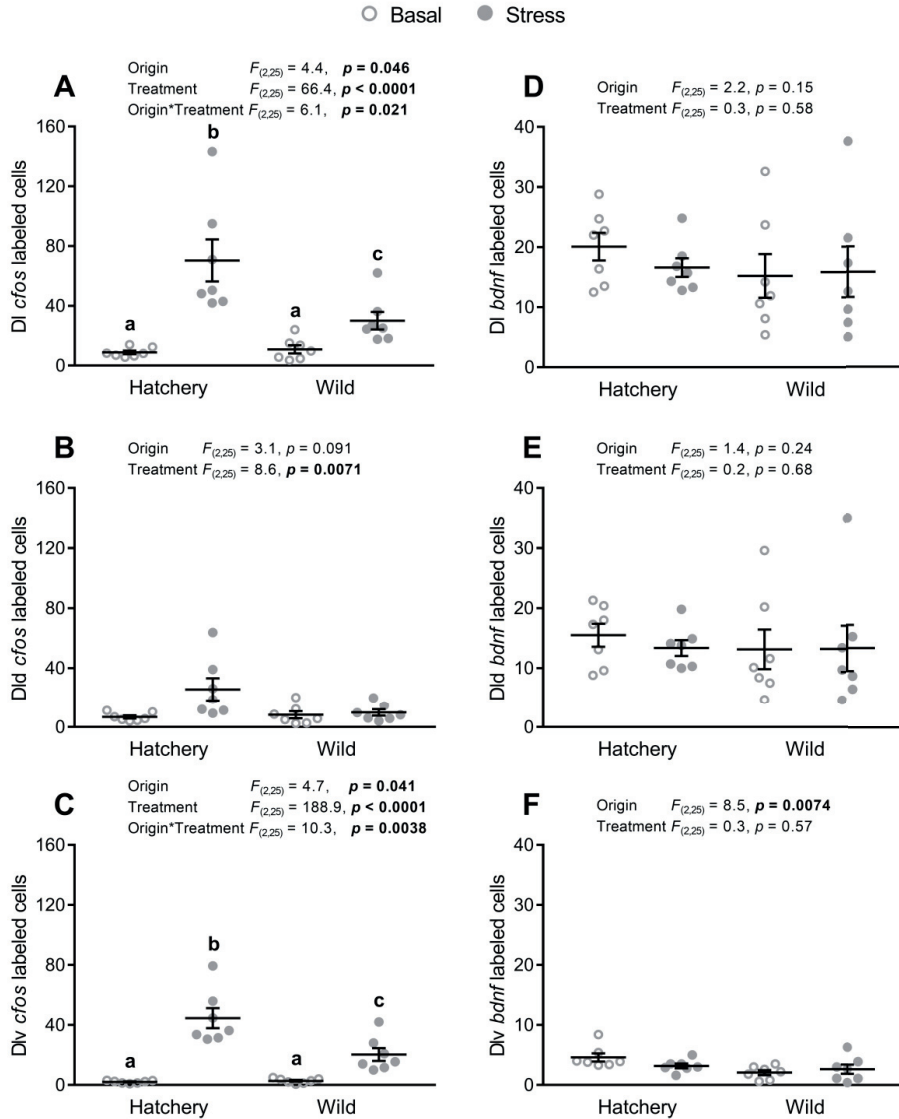 Basal Stress
A
Origin F(2,25) = 4.4, p = 0.046
Treatment F(2,25) = 66.4, p < 0.0001
Origin*Treatment F(2,25) = 6.1, p = 0.021
Dl cfos labeled cells
160
120
80
40
0
a
b
a
c
Hatchery Wild
D
Origin F(2,25) = 2.2, p = 0.15
Treatment F(2,25) = 0.3, p = 0.58
Dl bdnf labeled cells
40
30
20
10
0
Hatchery Wild
B
Origin F(2,25) = 3.1, p = 0.091
Treatment F(2,25) = 8.6, p = 0.0071
Dld cfos labeled cells
160
120
80
40
0
Hatchery Wild
E
Origin F(2,25) = 1.4, p = 0.24
Treatment F(2,25) = 0.2, p = 0.68
Dld bdnf labeled cells
40
30
20
10
0
Hatchery Wild
C
Origin F(2,25) = 4.7, p = 0.041
Treatment F(2,25) = 188.9, p < 0.0001
Origin*Treatment F(2,25) = 10.3, p = 0.0038
Dlv cfos labeled cells
160
120
80
40
0
a
b
a
c
Hatchery Wild
F
Origin F(2,25) = 8.5, p = 0.0074
Treatment F(2,25) = 0.3, p = 0.57
Dlv bdnf labeled cells
40
30
20
10
0
Hatchery Wild